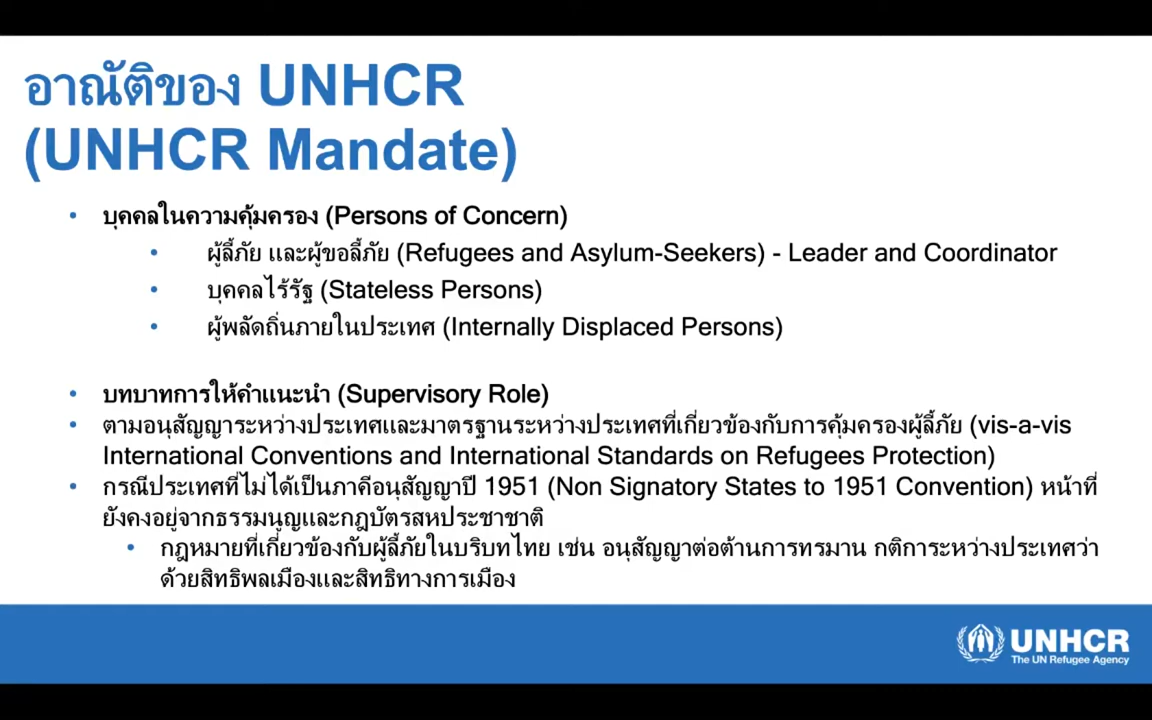 อาณัติของ UNHCR
(UNHCR Mandate)
• บุคคลในความคุ้มครอง (Persons of Concern)
• ผู้ลี้ภัย และผู้ขอลี้ภัย (Refugees and Asylum-Seekers) - Leader and Coordinator
• บุคคลไร้รัฐ (Stateless Persons)
• ผู้พลัดถิ่นภายในประเทศ (Internally Displaced Persons)
• บทบาทการให้คำแนะนำ (Supervisory Role)
• ตามอนุสัญญาระหว่างประเทศและมาตรฐานระหว่างประเทศที่เกี่ยวข้องกับการคุ้มครองผู้ลี้ภัย (vis-a-vis
International Conventions and International Standards on Refugees Protection)
• กรณีประเทศที่ไม่ได้เป็นภาคีอนุสัญญาปี 1951 (Non Signatory States to 1951 Convention) หน้าที่
ยังคงอยู่จากธรรมนูญและกฎบัตรสหประชาชาติ
• กฎหมายที่เกี่ยวข้องกับผู้ลี้ภัยในบริบทไทย เช่น อนุสัญญาต่อต้านการทรมาน กติการะหว่างประเทศว่า
ด้วยสิทธิพลเมืองและสิทธิทางการเมือง
UNHCR
The UN Refugee Agency